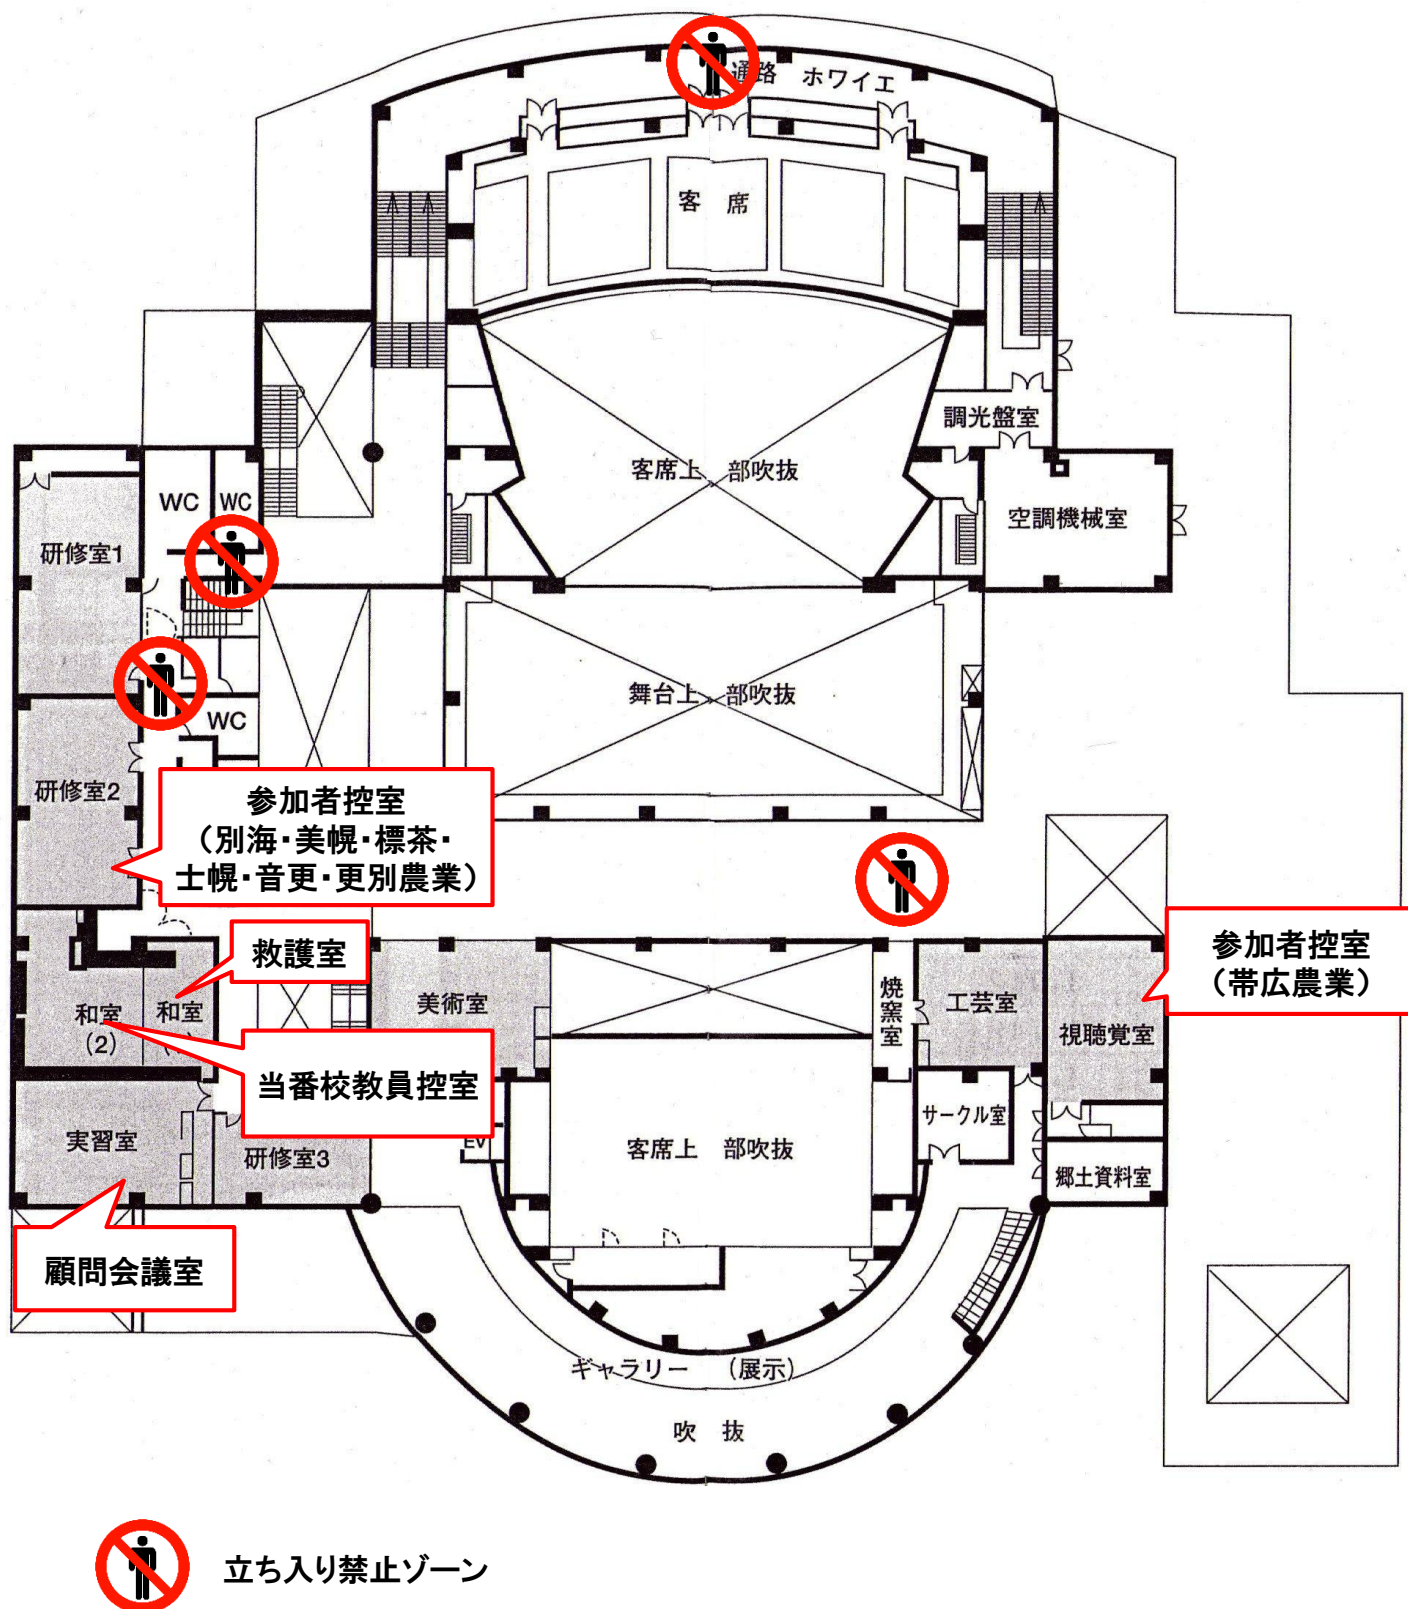 通路 ホワイエ
客 席
調光盤室
客席上 部吹抜
空調機械室
WC
WC
研修室1
舞台上 部吹抜
WC
研修室2
参加者控室
(別海・美幌・標茶・
士幌・音更・更別農業)
救護室
参加者控室
(帯広農業)
和室
(2)
和室
美術室
焼窯室
工芸室
視聴覚室
当番校教員控室
サークル室
実習室
研修室3
EV
客席上 部吹抜
郷土資料室
顧問会議室
ギャラリー (展示)
吹 抜
立ち入り禁止ゾーン